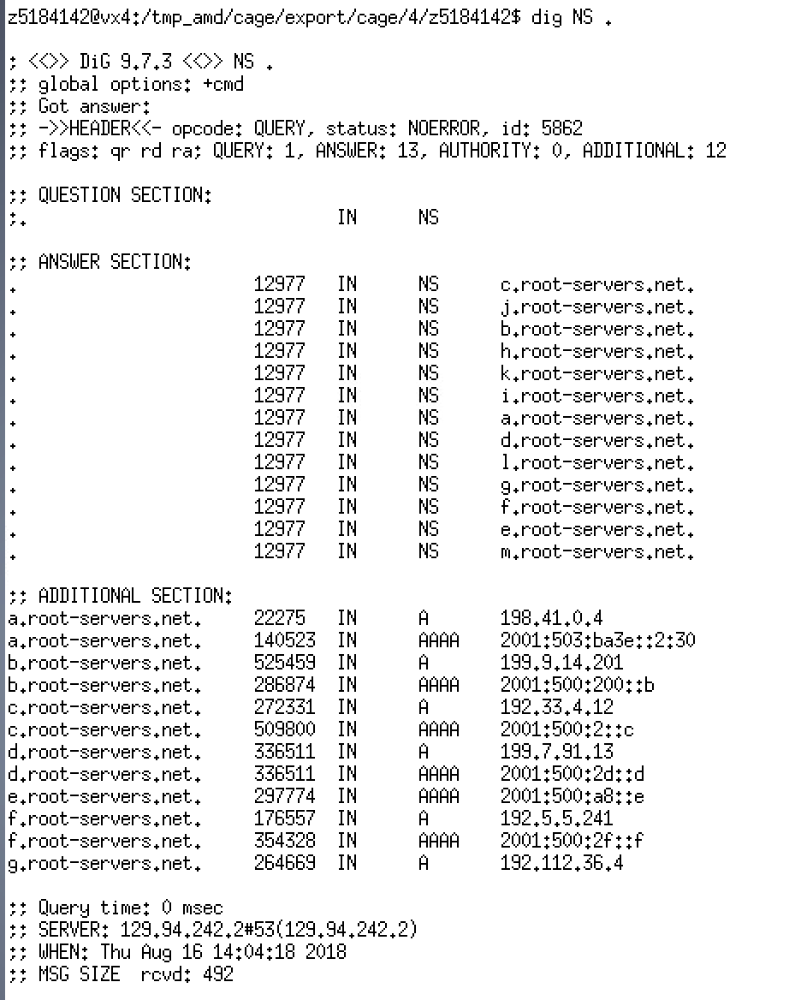 z5184142@vx4:/tmp_amd/cage/export/cage/4/z5184142$ dig NS .
; <<>> DiG 9.7.3 <<>> NS .
;; global options: +cmd
;; Got answer:
;; ->>HEADER<<- opcode: QUERY, status: NOERROR, id: 5862
;; flags: qr rd ra; QUERY: 1, ANSWER: 13, AUTHORITY: 0, ADDITIONAL: 12
;; QUESTION SECTION:
;. IN NS
;; ANSWER SECTION:
. 12977 IN NS c.root-servers.net.
. 12977 IN NS j.root-servers.net.
. 12977 IN NS b.root-servers.net.
. 12977 IN NS h.root-servers.net.
. 12977 IN NS k.root-servers.net.
. 12977 IN NS i.root-servers.net.
. 12977 IN NS a.root-servers.net.
. 12977 IN NS d.root-servers.net.
. 12977 IN NS l.root-servers.net.
. 12977 IN NS g.root-servers.net.
. 12977 IN NS f.root-servers.net.
. 12977 IN NS e.root-servers.net.
. 12977 IN NS m.root-servers.net.
;; ADDITIONAL SECTION:
a.root-servers.net. 22275 IN A 198.41.0.4
a.root-servers.net. 140523 IN AAAA 2001:503:ba3e::2:30
b.root-servers.net. 525459 IN A 199.9.14.201
b.root-servers.net. 286874 IN AAAA 2001:500:200::b
c.root-servers.net. 272331 IN A 192.33.4.12
c.root-servers.net. 509800 IN AAAA 2001:500:2::c
d.root-servers.net. 336511 IN A 199.7.91.13
d.root-servers.net. 336511 IN AAAA 2001:500:2d::d
e.root-servers.net. 297774 IN AAAA 2001:500:a8::e
f.root-servers.net. 176557 IN A 192.5.5.241
f.root-servers.net. 354328 IN AAAA 2001:500:2f::f
g.root-servers.net. 264669 IN A 192.112.36.4
;; Query time: 0 msec
;; SERVER: 129.94.242.2#53(129.94.242.2)
;; WHEN: Thu Aug 16 14:04:18 2018
;; MSG SIZE rcvd: 492